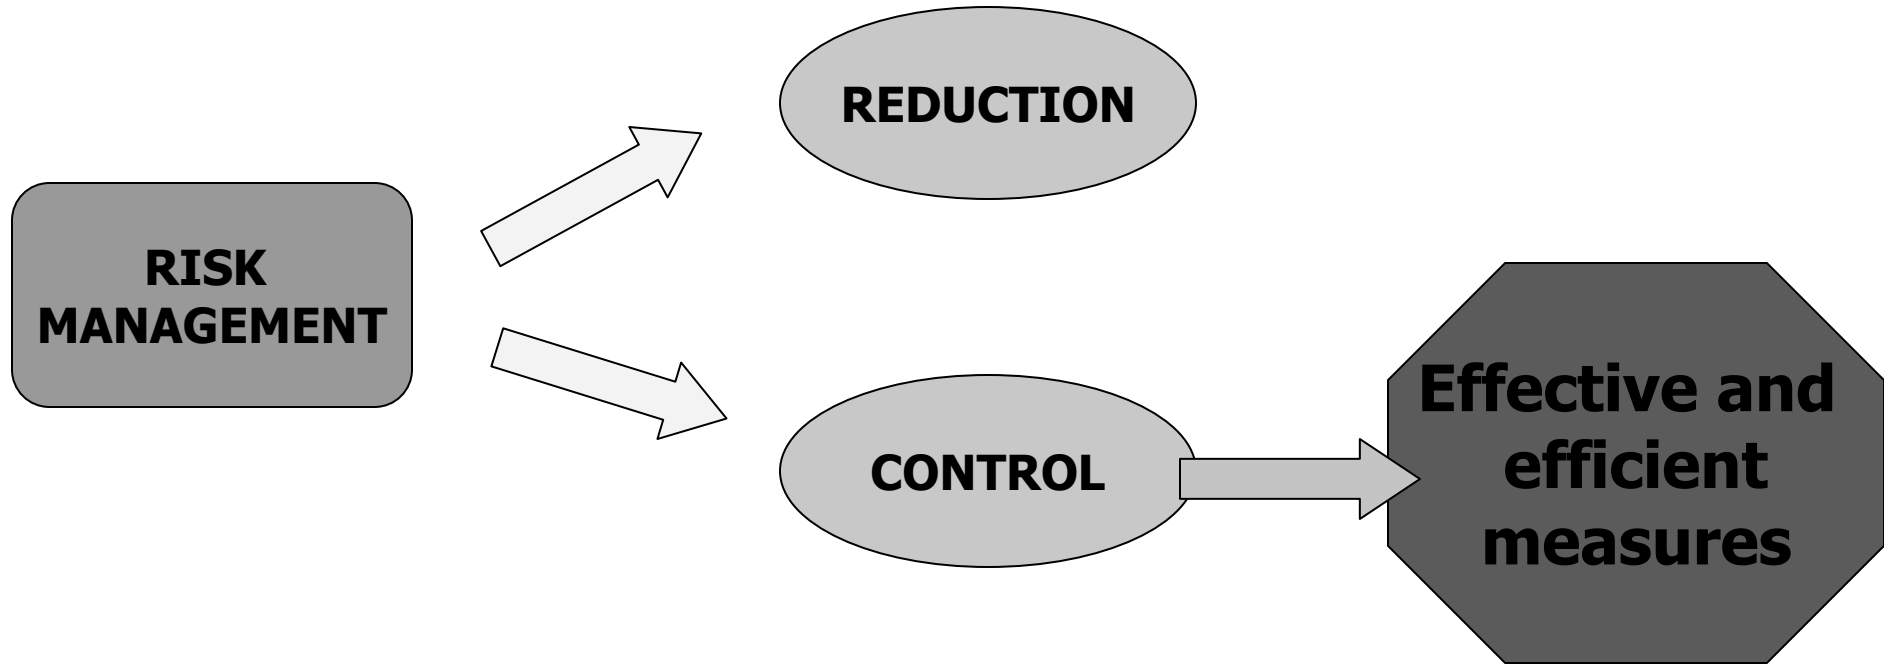 REDUCTION
RISK
MANAGEMENT
CONTROL
Effective and
efficient
measures